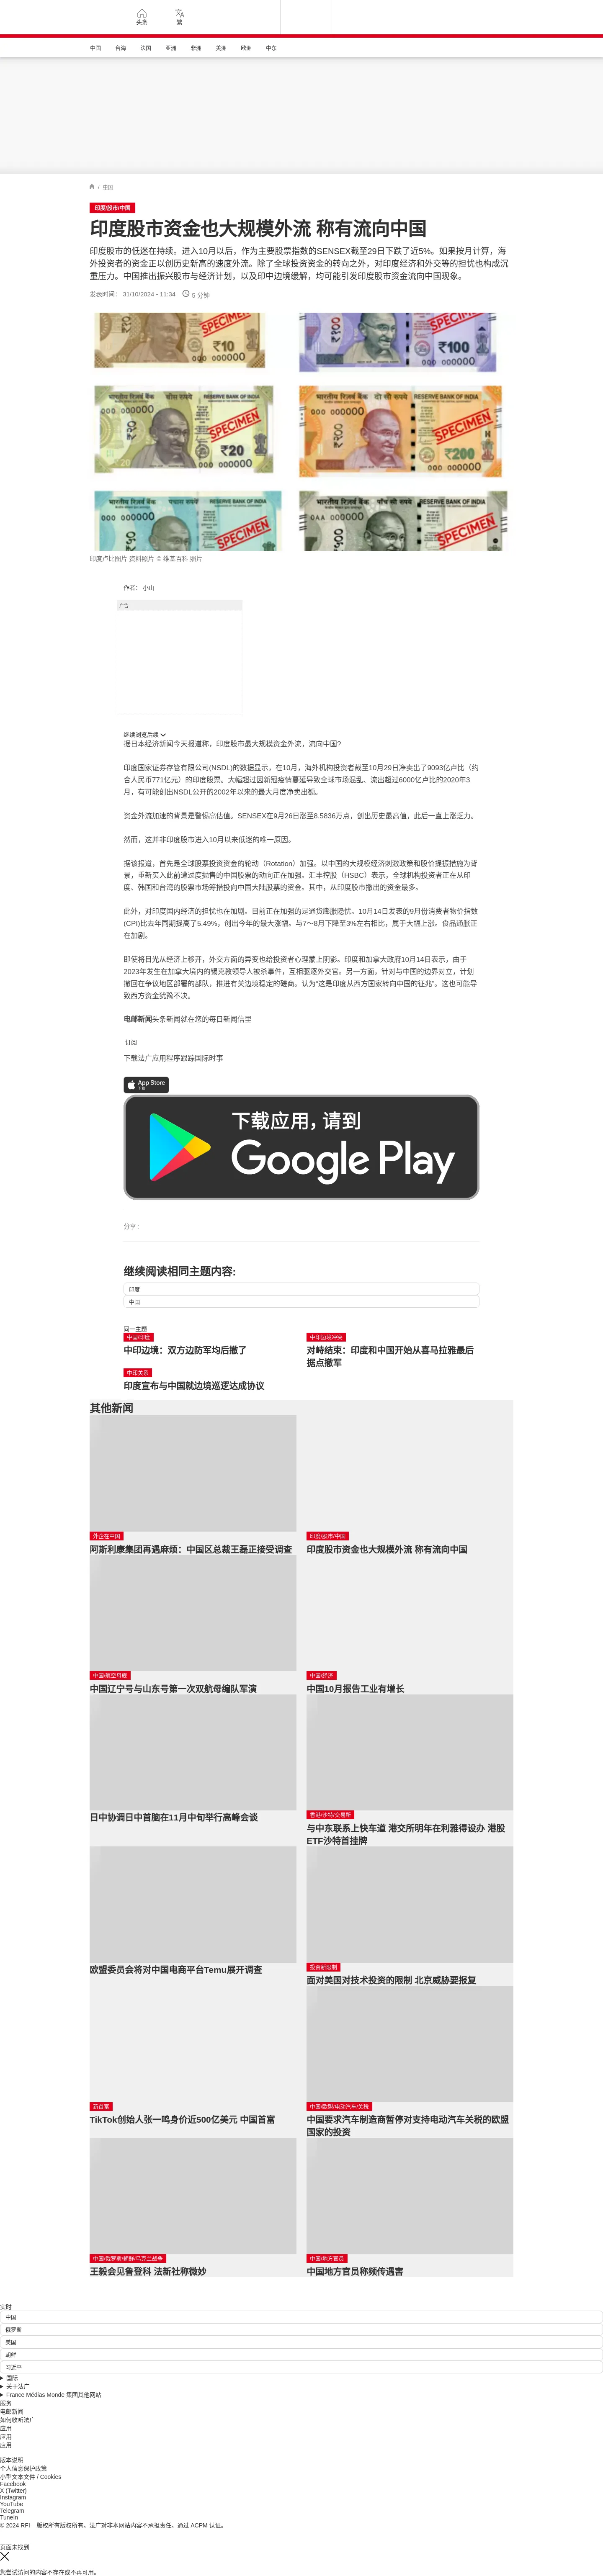 头条
繁
中国
台海
法国
亚洲
非洲
美洲
欧洲
中东
/ 中国
印度/股市/中国
印度股市资金也大规模外流 称有流向中国
印度股市的低迷在持续。进入10月以后，作为主要股票指数的SENSEX截至29日下跌了近5%。如果按月计算，海
外投资者的资金正以创历史新高的速度外流。除了全球投资资金的转向之外，对印度经济和外交等的担忧也构成沉
重压力。中国推出振兴股市与经济计划，以及印中边境缓解，均可能引发印度股市资金流向中国现象。
发表时间： 31/10/2024 - 11:34
5 分钟
印度卢比图片 资料照片 © 维基百科 照片
作者： 小山
广告
继续浏览后续
据日本经济新闻今天报道称，印度股市最大规模资金外流，流向中国?
印度国家证券存管有限公司(NSDL)的数据显示，在10月，海外机构投资者截至10月29日净卖出了9093亿卢比（约
合人民币771亿元）的印度股票。大幅超过因新冠疫情蔓延导致全球市场混乱、流出超过6000亿卢比的2020年3
月，有可能创出NSDL公开的2002年以来的最大月度净卖出额。
资金外流加速的背景是警惕高估值。SENSEX在9月26日涨至8.5836万点，创出历史最高值，此后一直上涨乏力。
然而，这并非印度股市进入10月以来低迷的唯一原因。
据该报道，首先是全球股票投资资金的轮动（Rotation）加强。以中国的大规模经济刺激政策和股价提振措施为背
景，重新买入此前遭过度抛售的中国股票的动向正在加强。汇丰控股（HSBC）表示，全球机构投资者正在从印
度、韩国和台湾的股票市场筹措投向中国大陆股票的资金。其中，从印度股市撤出的资金最多。
此外，对印度国内经济的担忧也在加剧。目前正在加强的是通货膨胀隐忧。10月14日发表的9月份消费者物价指数
(CPI)比去年同期提高了5.49%，创出今年的最大涨幅。与7～8月下降至3%左右相比，属于大幅上涨。食品通胀正
在加剧。
即使将目光从经济上移开，外交方面的异变也给投资者心理蒙上阴影。印度和加拿大政府10月14日表示，由于
2023年发生在加拿大境内的锡克教领导人被杀事件，互相驱逐外交官。另一方面，针对与中国的边界对立，计划
撤回在争议地区部署的部队，推进有关边境稳定的磋商。认为“这是印度从西方国家转向中国的征兆”。这也可能导
致西方资金犹豫不决。
电邮新闻头条新闻就在您的每日新闻信里
订阅
下载法广应用程序跟踪国际时事
App Store
下载
下载应用，请到
Google Play
分享 :
继续阅读相同主题内容:
印度
中国
同一主题
中国/印度
中印边境：双方边防军均后撤了
中印边境冲突
对峙结束：印度和中国开始从喜马拉雅最后
据点撤军
中印关系
印度宣布与中国就边境巡逻达成协议
其他新闻
外企在中国
阿斯利康集团再遇麻烦：中国区总裁王磊正接受调查
印度/股市/中国
印度股市资金也大规模外流 称有流向中国
中国/航空母舰
中国辽宁号与山东号第一次双航母编队军演
中国/经济
中国10月报告工业有增长
日中协调日中首脑在11月中旬举行高峰会谈
香港/沙特/交易所
与中东联系上快车道 港交所明年在利雅得设办 港股
ETF沙特首挂牌
欧盟委员会将对中国电商平台Temu展开调查
投资新限制
面对美国对技术投资的限制 北京威胁要报复
新首富
TikTok创始人张一鸣身价近500亿美元 中国首富
中国/欧盟/电动汽车/关税
中国要求汽车制造商暂停对支持电动汽车关税的欧盟
国家的投资
中国/俄罗斯/朝鲜/乌克兰战争
王毅会见鲁登科 法新社称微妙
中国/地方官员
中国地方官员称频传遇害
实时
中国
俄罗斯
美国
朝鲜
习近平
国际
关于法广
France Médias Monde 集团其他网站
服务
电邮新闻
如何收听法广
应用
应用
应用
版本说明
个人信息保护政策
小型文本文件 / Cookies
Facebook
X (Twitter)
Instagram
YouTube
Telegram
TuneIn
© 2024 RFI – 版权所有版权所有。法广对非本网站内容不承担责任。通过 ACPM 认证。
页面未找到
您尝试访问的内容不存在或不再可用。